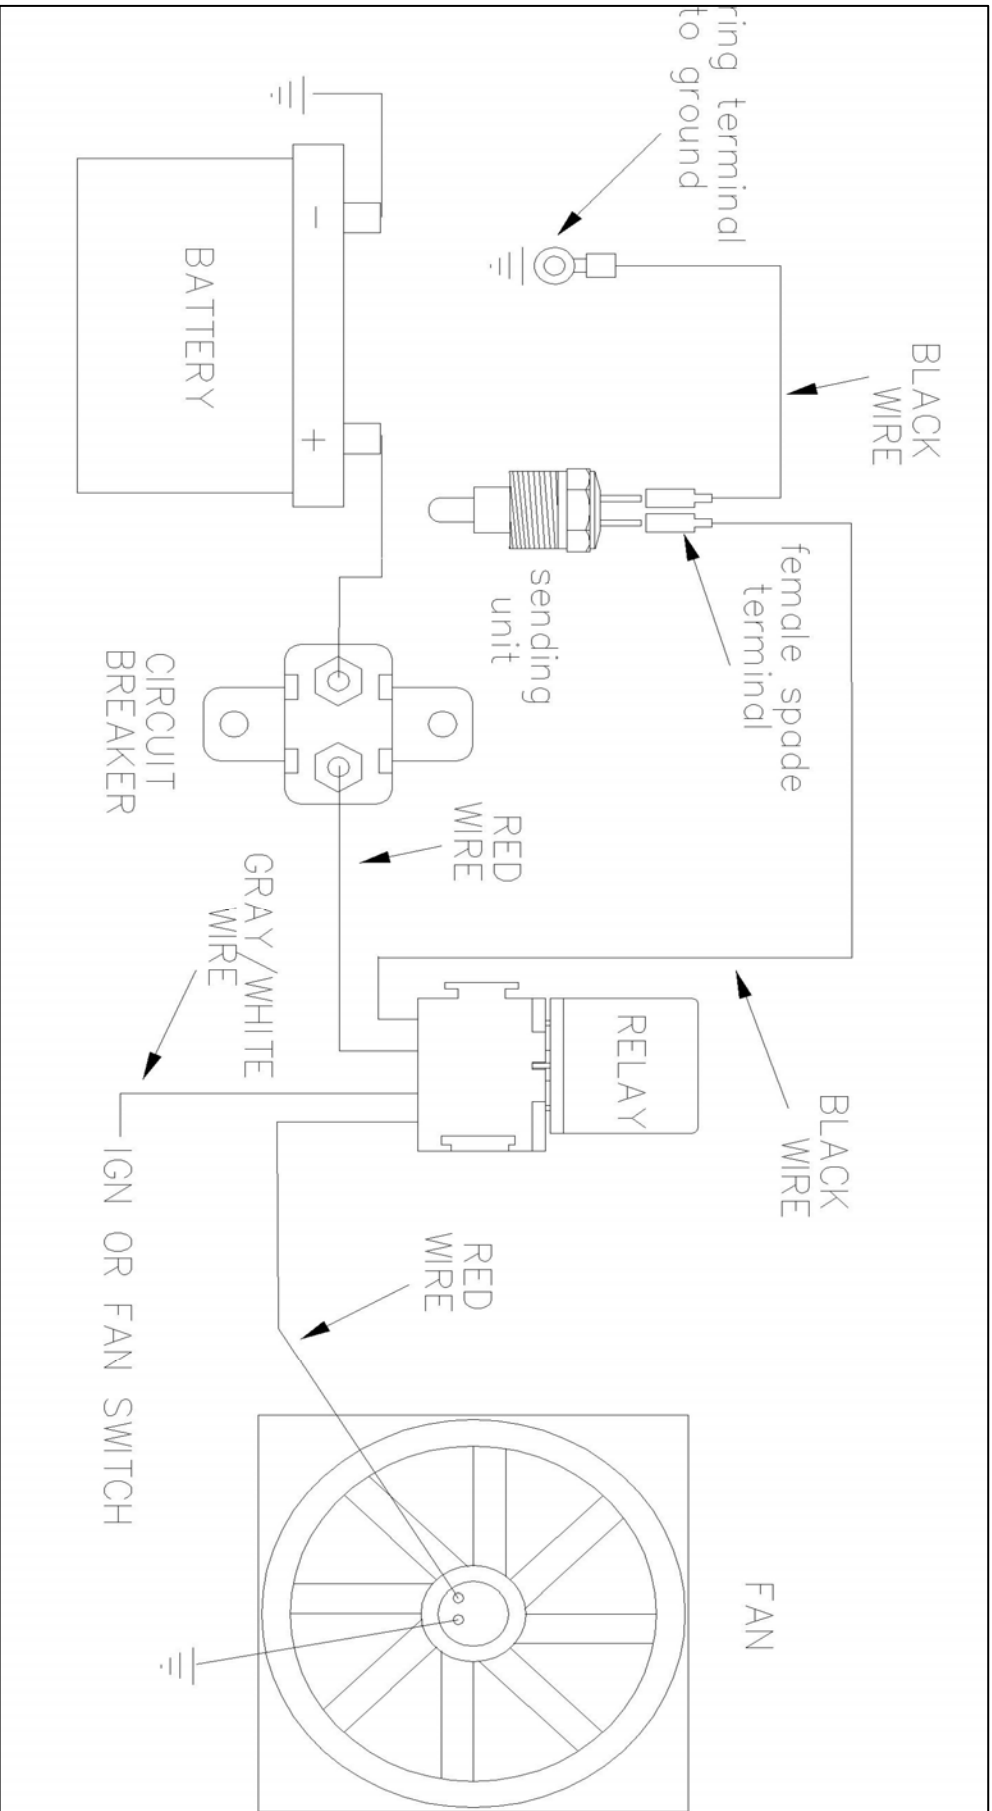 ring terminal
to ground
BLACK
WIRE
female spade
terminal
sending
unit
BLACK
WIRE
-
+
BATTERY
CIRCUIT
BREAKER
RED
WIRE
GRAY/WHITE
WIRE
RELAY
RED
WIRE
IGN OR FAN SWITCH
FAN